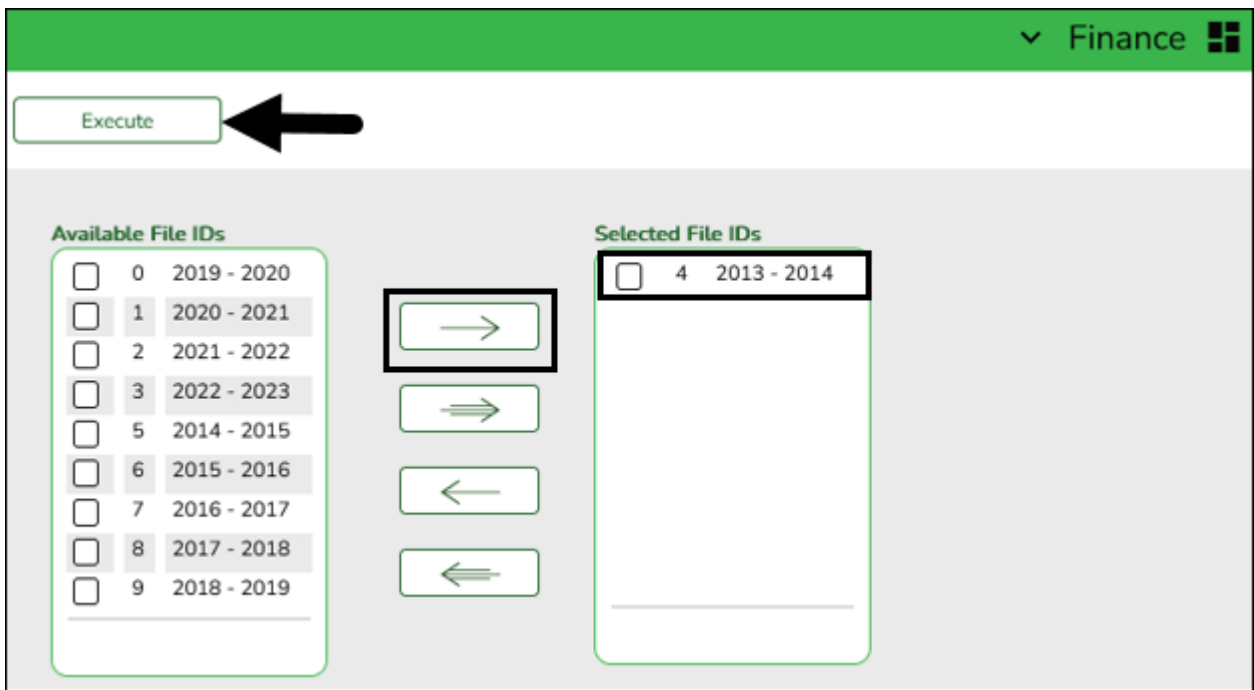 Finance
Execute
Available File IDs
0 2019 - 2020
1 2020 - 2021
2 2021 - 2022
3 2022 - 2023
5 2014 - 2015
6 2015 - 2016
7 2016 - 2017
8 2017 - 2018
9 2018 - 2019
Selected File IDs
4 2013 - 2014